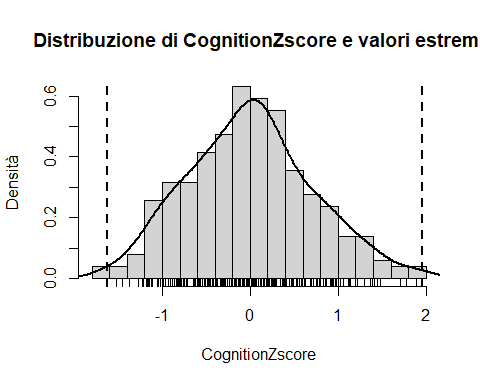 Distribuzione di CognitionZscore e valori estrem
Densità
0.6
0.4
0.2
0.0
-1 0 1 2
CognitionZscore